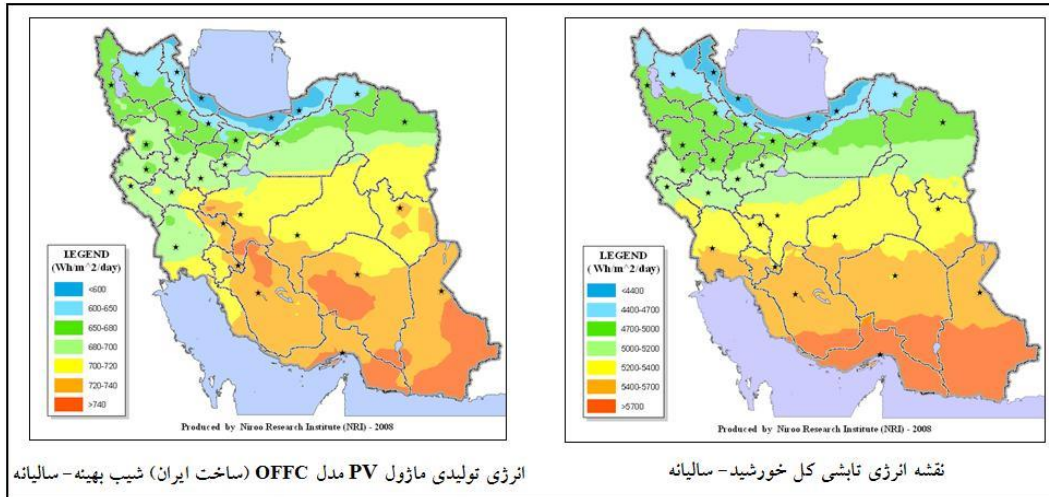 LEGEND
(Wh/m^2/day)
<600
600-650
650-680
680-700
700-720
720-740
>740
Produced by Niroo Research Institute (NRI) - 2008
انرژی تولیدی ماژول PV مدل OFFC (ساخت ایران) شیب بهینه- سالیانه
LEGEND
( Wh/m^2/day)
<4400
4400-4700
4700-5000
5000-5200
5200-5400
5400-5700
>5700
Produced by Niroo Research Institute (NRI) - 2008
نقشه انرژی تابشی کل خورشید- سالیانه